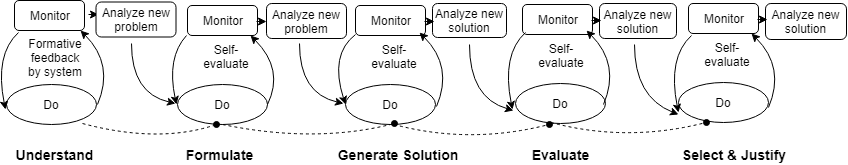 Monitor
Analyze new
problem
Formative
feedback
by system
Do
Understand
Monitor
Analyze new
problem
Self-
evaluate
Do
Formulate
Monitor
Analyze new
solution
Self-
evaluate
Do
Generate Solution
Monitor
Analyze new
solution
Self-
evaluate
Do
Evaluate
Monitor
Analyze new
solution
Self-
evaluate
Do
Select & Justify